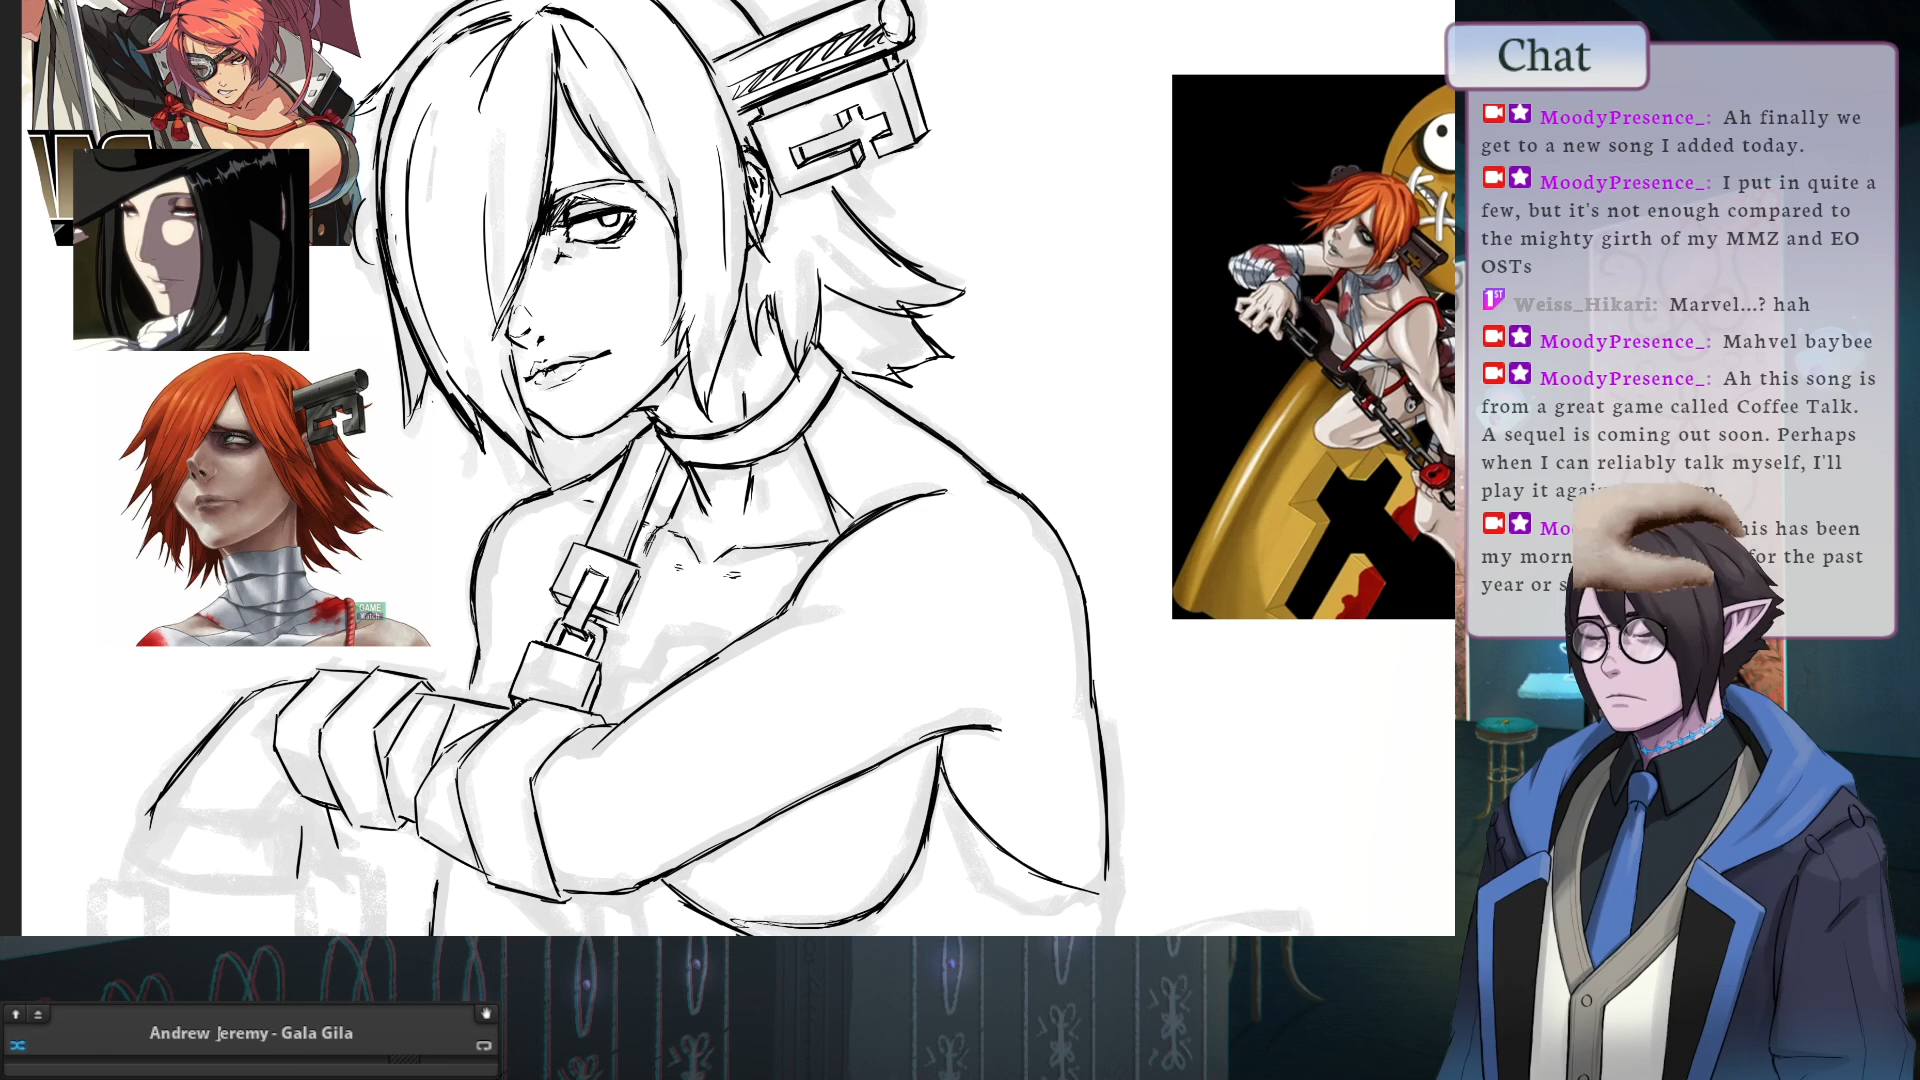 Chat
MoodyPresence_: Ah finally we
get to a new song I added today.
MoodyPresence_: I put in quite a
few, but it's not enough compared to
the mighty girth of my MMZ and EO
OSTs
1ST Weiss_Hikari: Marvel...? hah
MoodyPresence_: Mahvel baybee
MoodyPresence_: Ah this song is
from a great game called Coffee Talk.
A sequel is coming out soon. Perhaps
when I can reliably talk myself, I'll
play it
his has been
my for the past
year or
GAME
Andrew Jeremy - Gala Gila